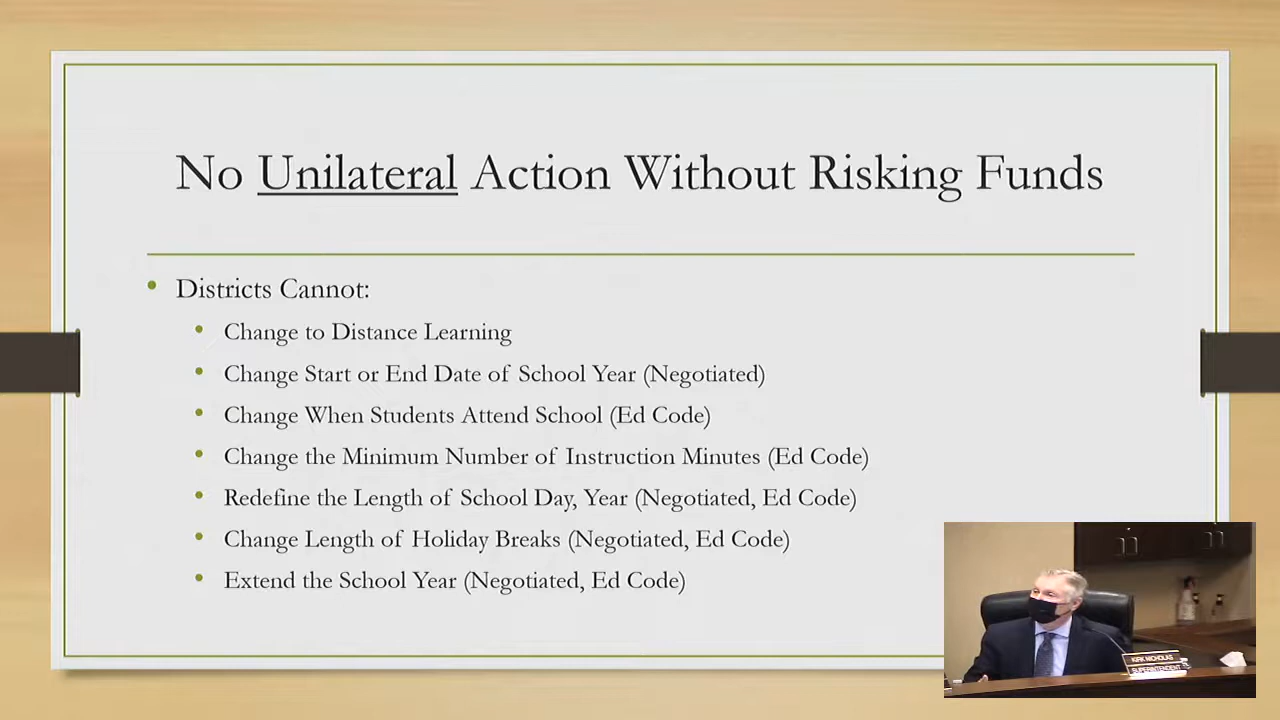 No Unilateral Action Without Risking Funds
Districts Cannot:
Change to Distance Learning
Change Start or End Date of School Year (Negotiated)
Change When Students Attend School (Ed Code)
Change the Minimum Number of Instruction Minutes (Ed Code)
Redefine the Length of School Day, Year (Negotiated, Ed Code)
Change Length of Holiday Breaks (Negotiated, Ed Code)
Extend the School Year (Negotiated, Ed Code)
KIRK NICHOLAS
SUPERINTENDENT